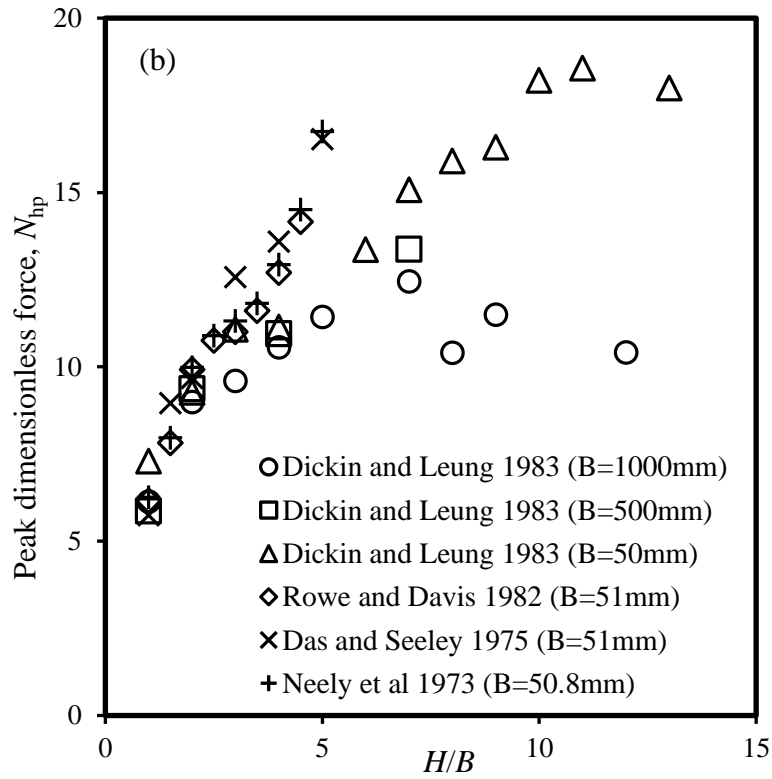 (b)
20
15
10
5
0
Peak dimensionless force, Nhp
0
5
10
15
H/B
Dickin and Leung 1983 (B=1000mm)
Dickin and Leung 1983 (B=500mm)
Dickin and Leung 1983 (B=50mm)
Rowe and Davis 1982 (B=51mm)
Das and Seeley 1975 (B=51mm)
Neely et al 1973 (B=50.8mm)